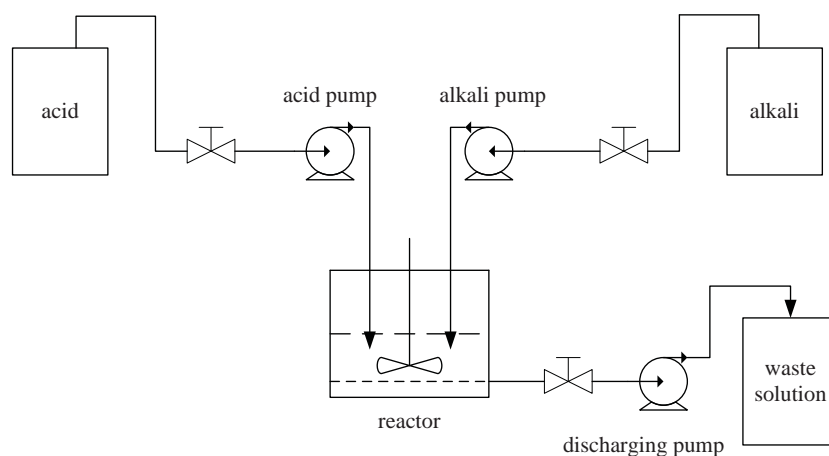 acid
acid pump
alkali pump
alkali
reactor
discharging pump
waste
solution